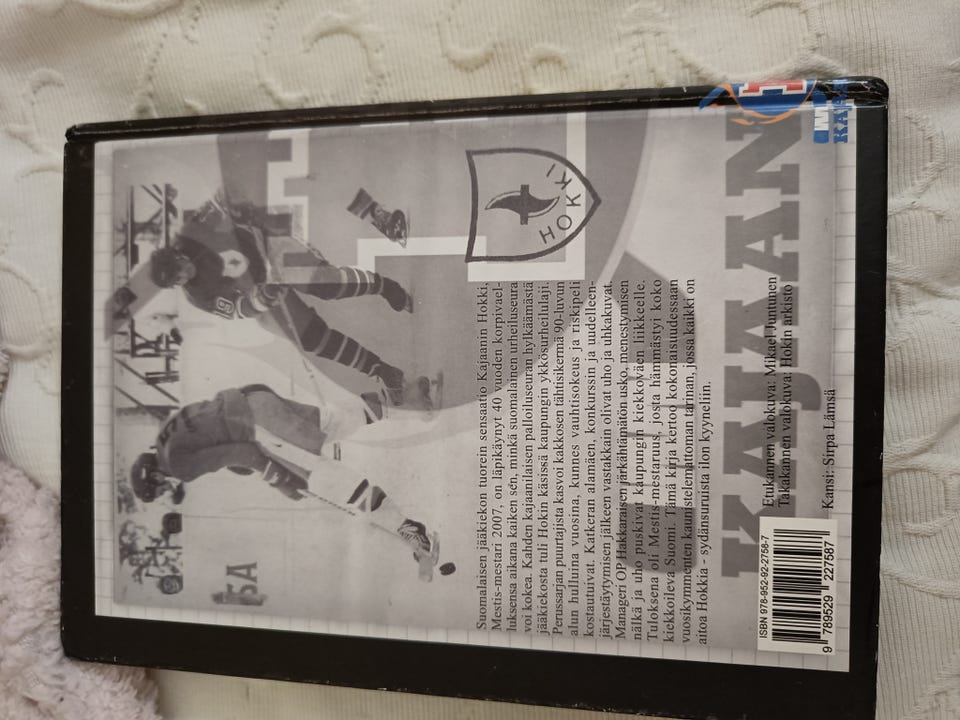 SA
HOKKI
Suomalaisen jääkiekon tuorein sensaatio Kajaanin Hokki,
Mestis-mestari 2007, on läpikäynyt 40 vuoden korpivael-
luksensa aikana kaiken sen, minkä suomalainen urheiluseura
voi kokea. Kahden kajaanilaisen palloiluseuran hylkäämästä
jääkiekosta tuli Hokin käsissä kaupungin ykkösurheilulaji.
Perussarjan puurtajista kasvoi kakkosen tähtisikermä 90-luvun
alun hulluina vuosina, kunnes vauhtisokeus ja riskipeli
kostautuivat. Katkeran alamäen, konkurssin ja uudelleen-
järjestäytymisen jälkeen vastakkain olivat uho ja uhkakuvat.
Manageri OP Hakkaraisen järkähtämätön usko, menestymisen
nälkä ja uho puskivat kaupungin kiekkoväen liikkeelle.
Tuloksena oli Mestis-mestaruus, josta hämmästyi koko
kiekkoileva Suomi. Tämä kirja kertoo kokonaisuudessaan
vuosikymmenten kaunistelemattoman tarinan, jossa kaikki on
aitoa Hokkia - sydänsuruista ilon kyyneliin.
KAJAAN
ISBN 978-952-92-2758-7
9 789529 227587
Etukannen valokuva: Mikael Juntunen
Takakannen valokuva: Hokin arkisto
Kansi: Sirpa Lämsä